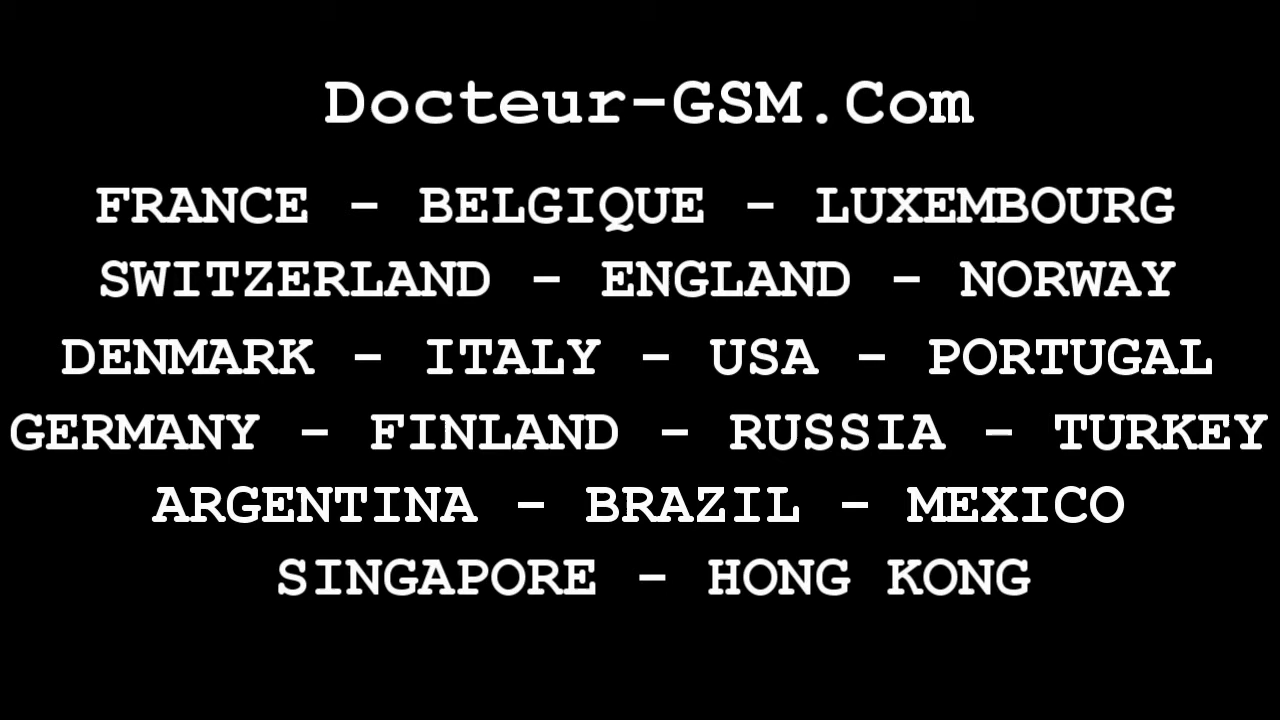 Docteur-GSM.Com
FRANCE - BELGIQUE - LUXEMBOURG
SWITZERLAND - ENGLAND - NORWAY
DENMARK - ITALY - USA - PORTUGAL
GERMANY - FINLAND - RUSSIA - TURKEY
ARGENTINA - BRAZIL - MEXICO
SINGAPORE - HONG KONG